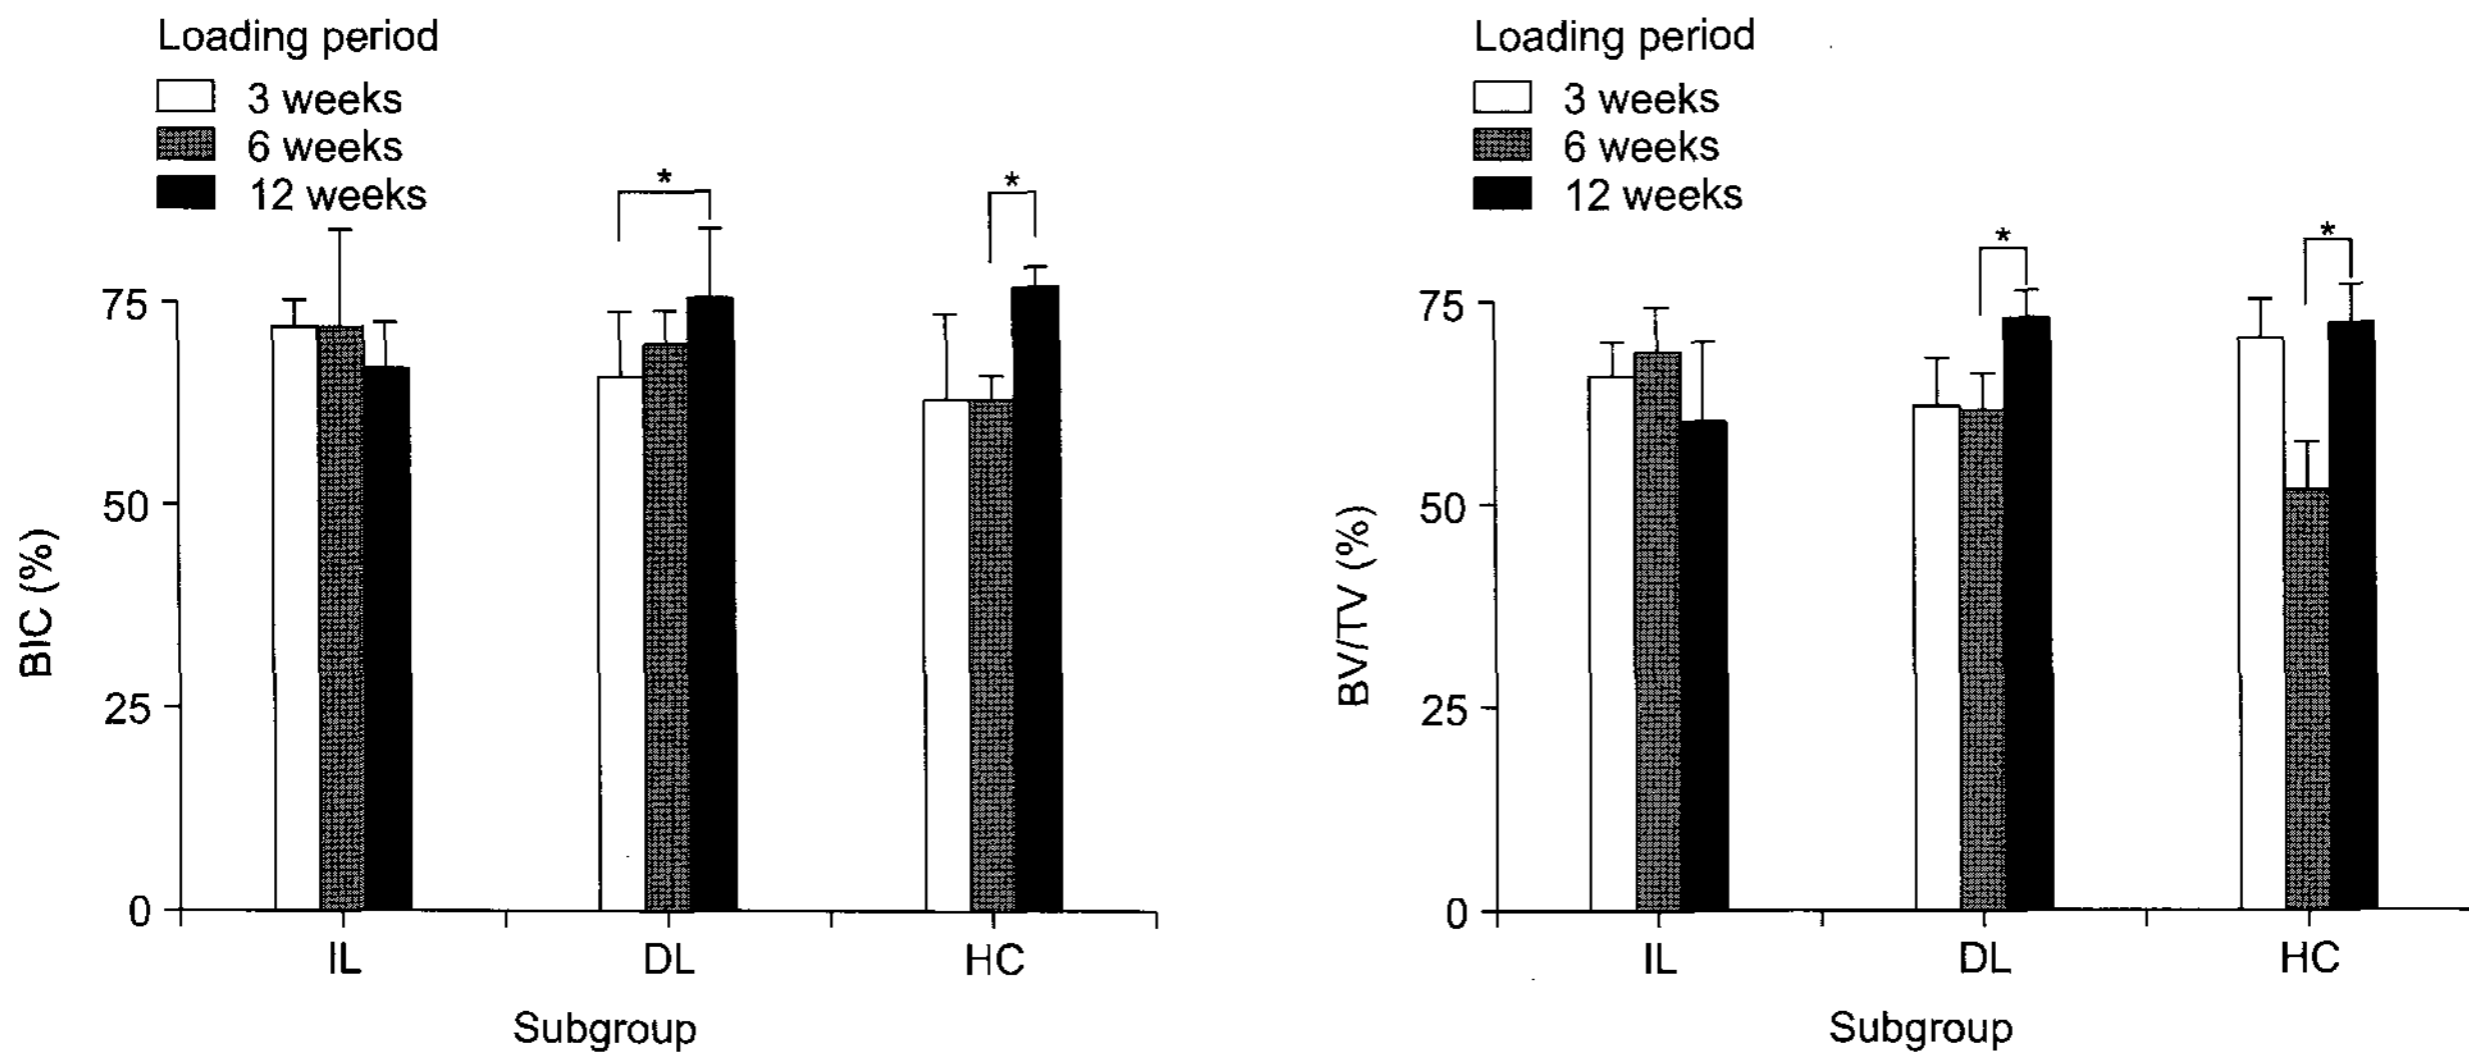 Loading period
3 weeks
6 weeks
12 weeks
*
*
75
50
25
0
BIC (%)
IL
DL
HC
Subgroup
Loading period
3 weeks
6 weeks
12 weeks
*
*
75
50
25
0
BV/TV (%)
IL
DL
HC
Subgroup